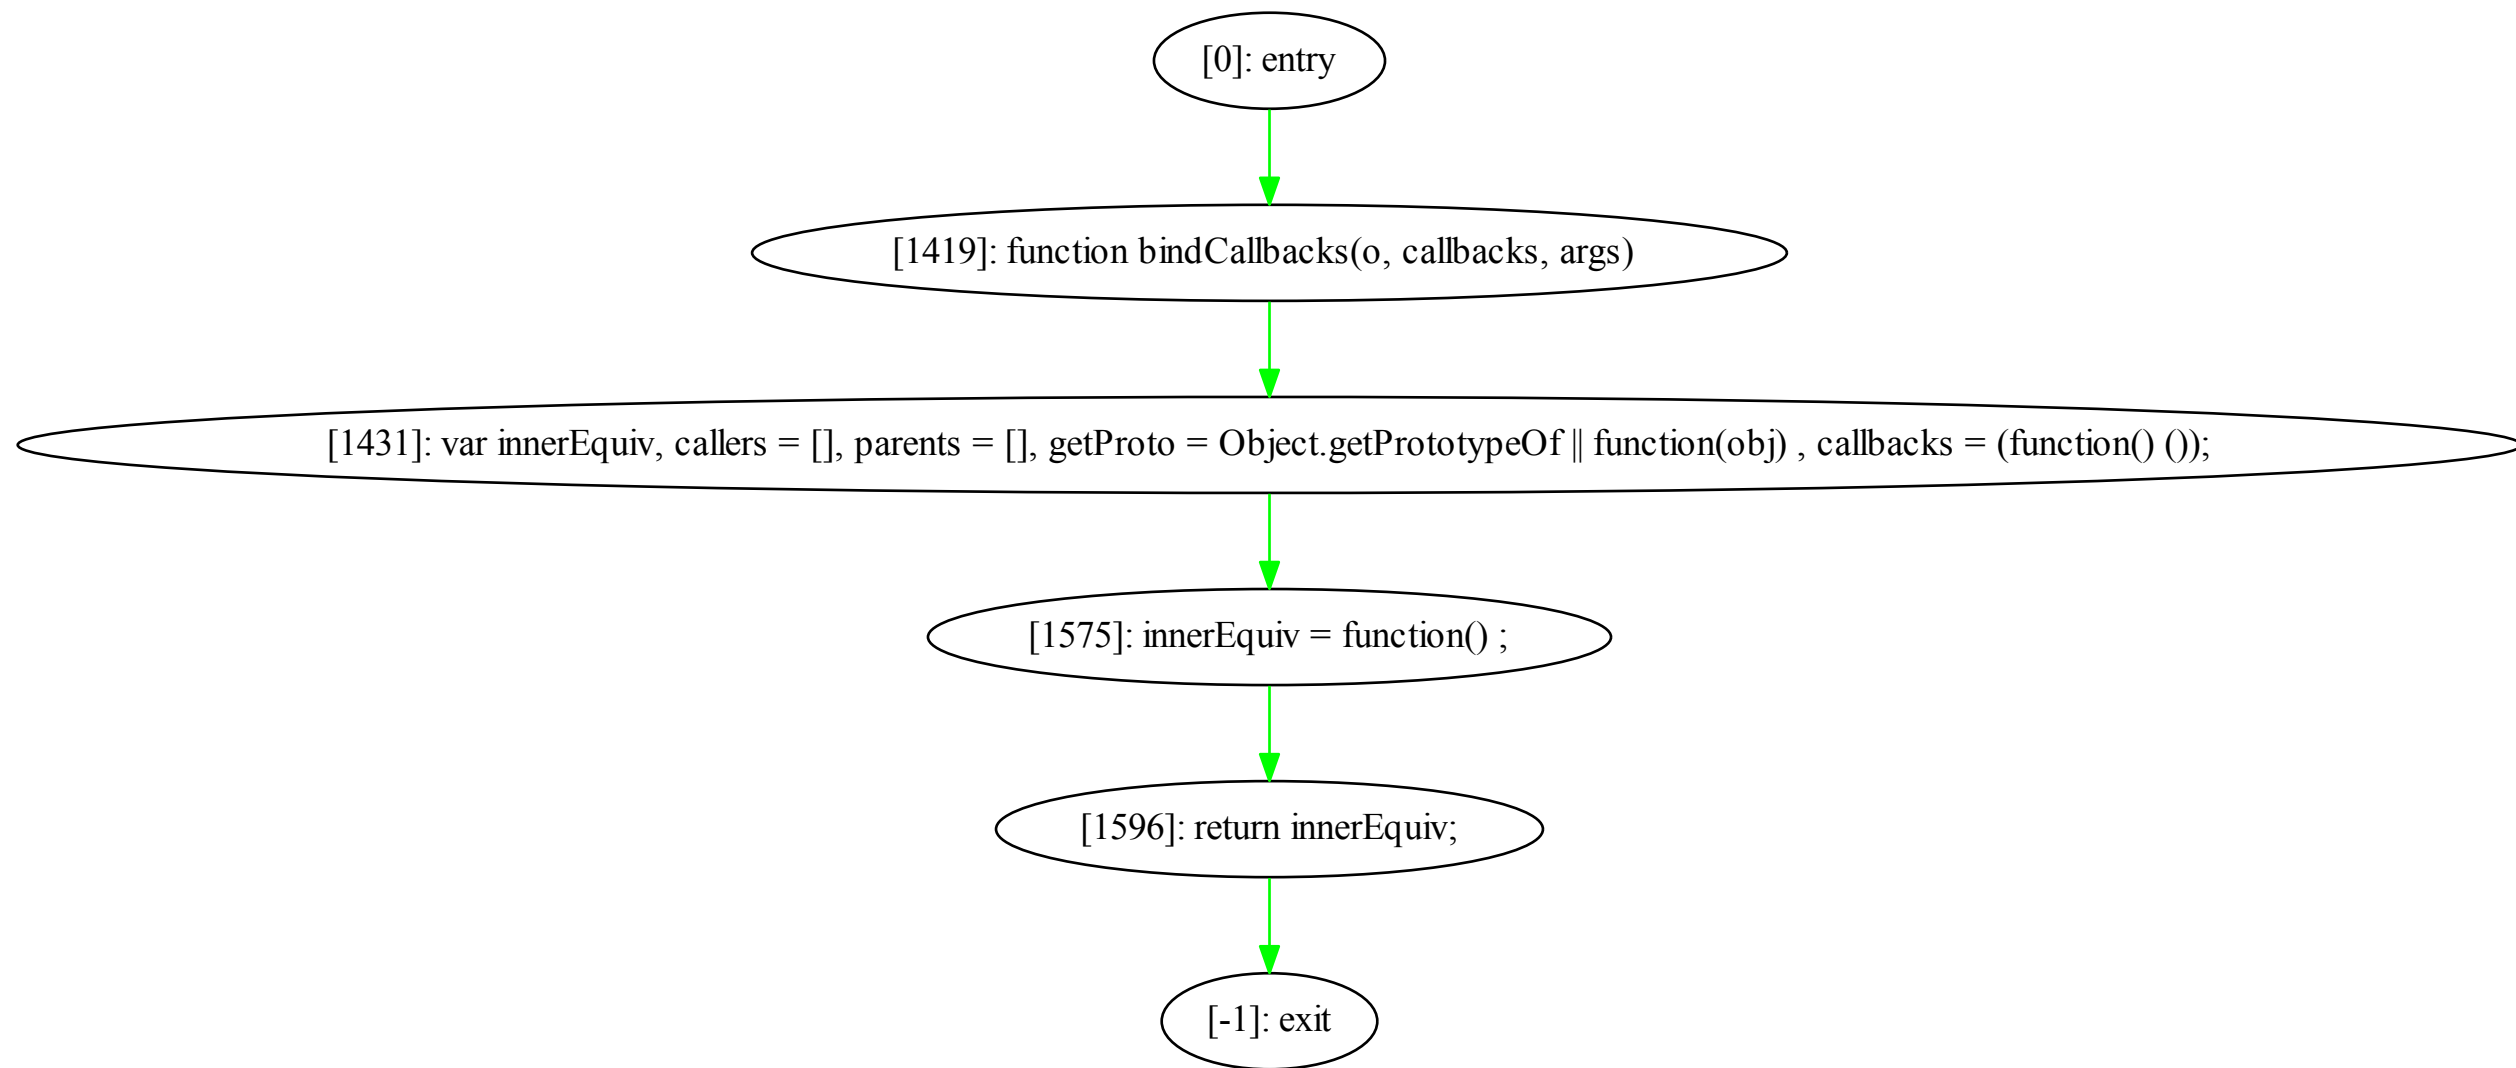 [0]: entry
[1419]: function bindCallbacks(o, callbacks, args)
[1431]: var innerEquiv, callers = [], parents = [], getProto = Object.getPrototypeOf || function(obj) , callbacks = (function() ());
[1575]: innerEquiv = function() ;
[1596]: return innerEquiv;
[-1]: exit